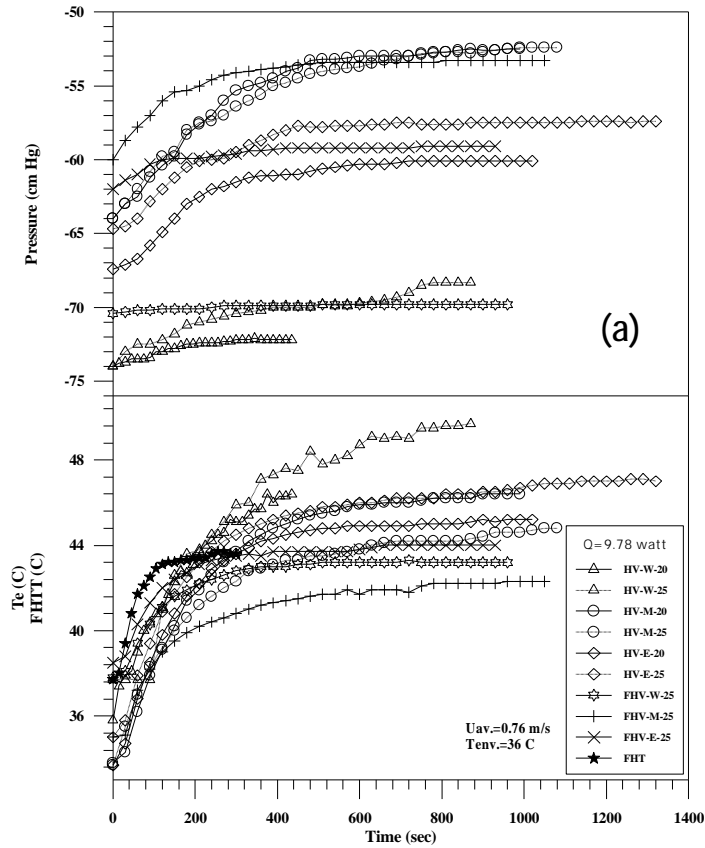 -50
-55
-60
-65
-70
-75
Pressure (cm Hg)
(a)
48
44
40
36
Te (C)
FHTT (C)
Q=9.78 watt
HV-W-20
HV-W-25
HV-M-20
HV-M-25
HV-E-20
HV-E-25
FHV-W-25
FHV-M-25
FHV-E-25
FHT
Uav.=0.76 m/s
Tenv.=36 C
0 200 400 600 800 1000 1200 1400
Time (sec)